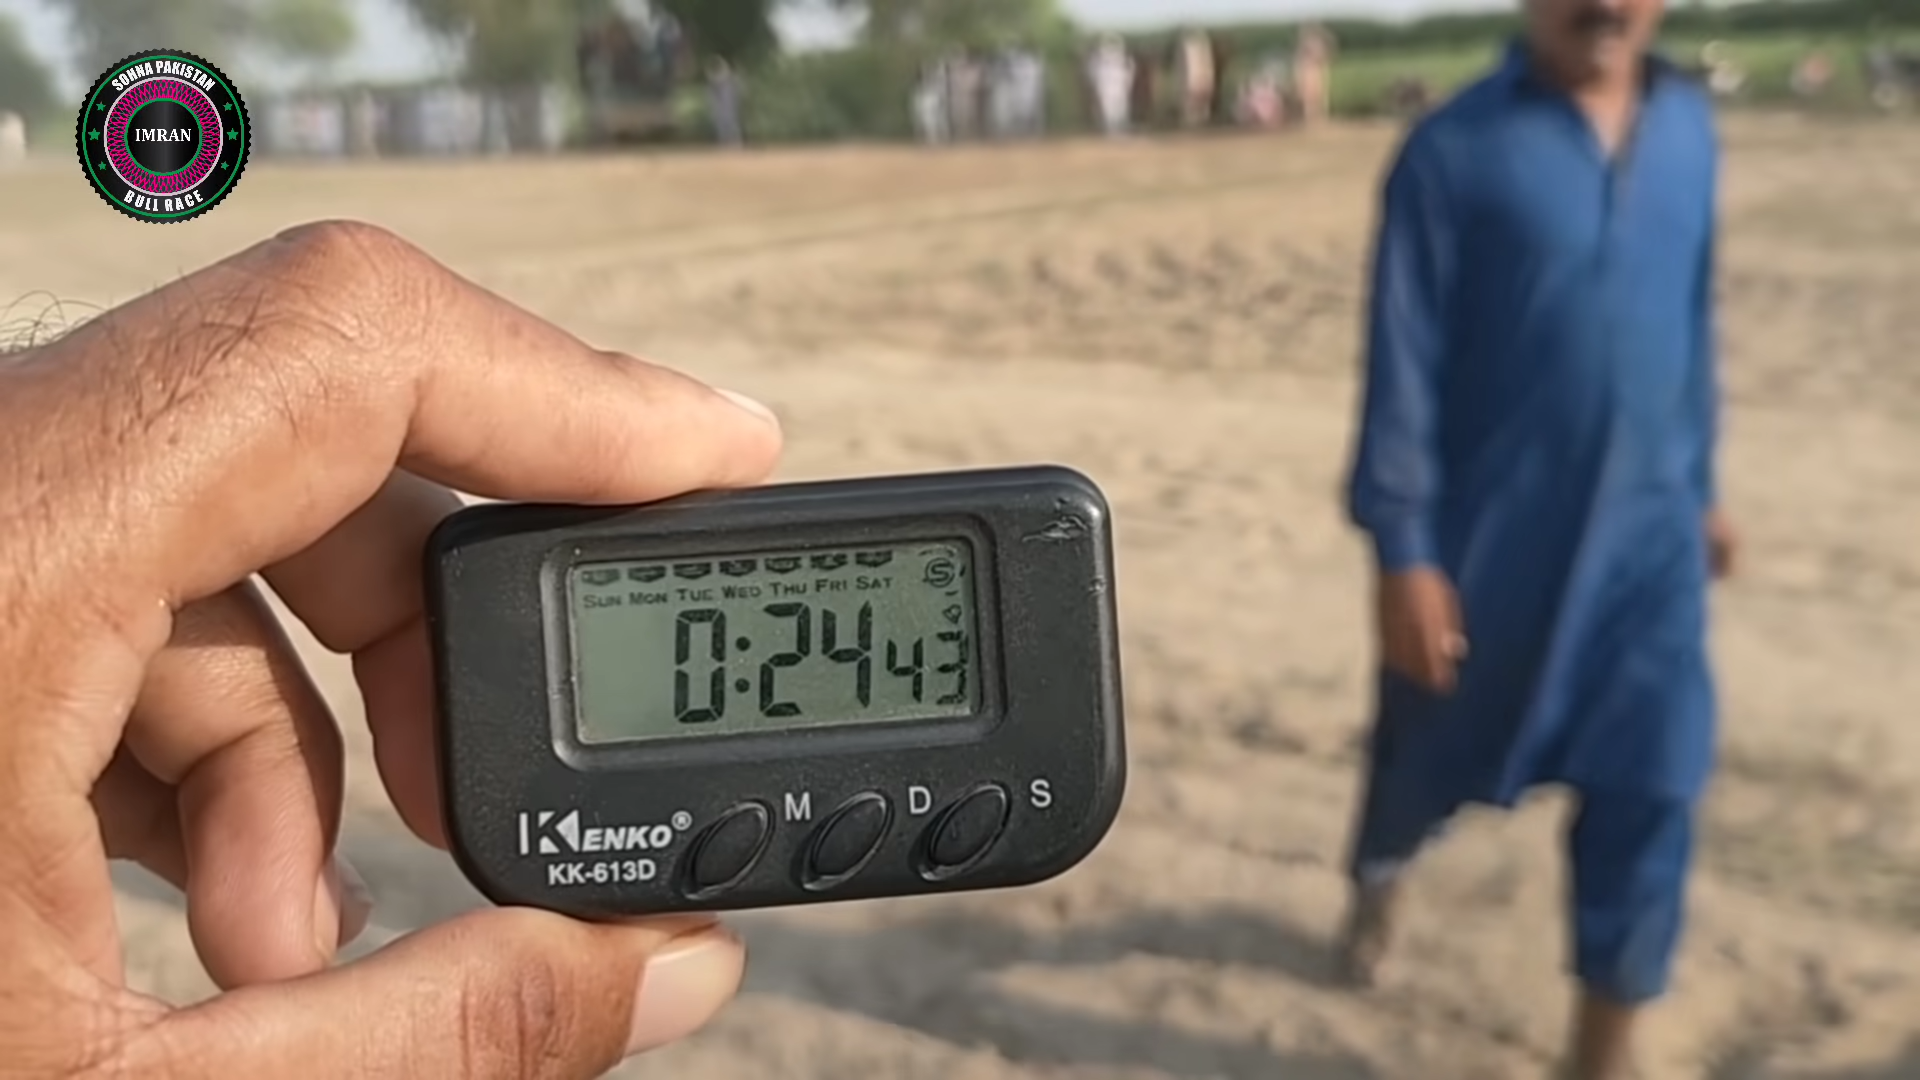 SOHNA PAKISTAN
IMRAN
BULL RACE
SUN MON TUE WED THU FRI SAT
S
0:24 43
M D S
KENKO®
KK-613D